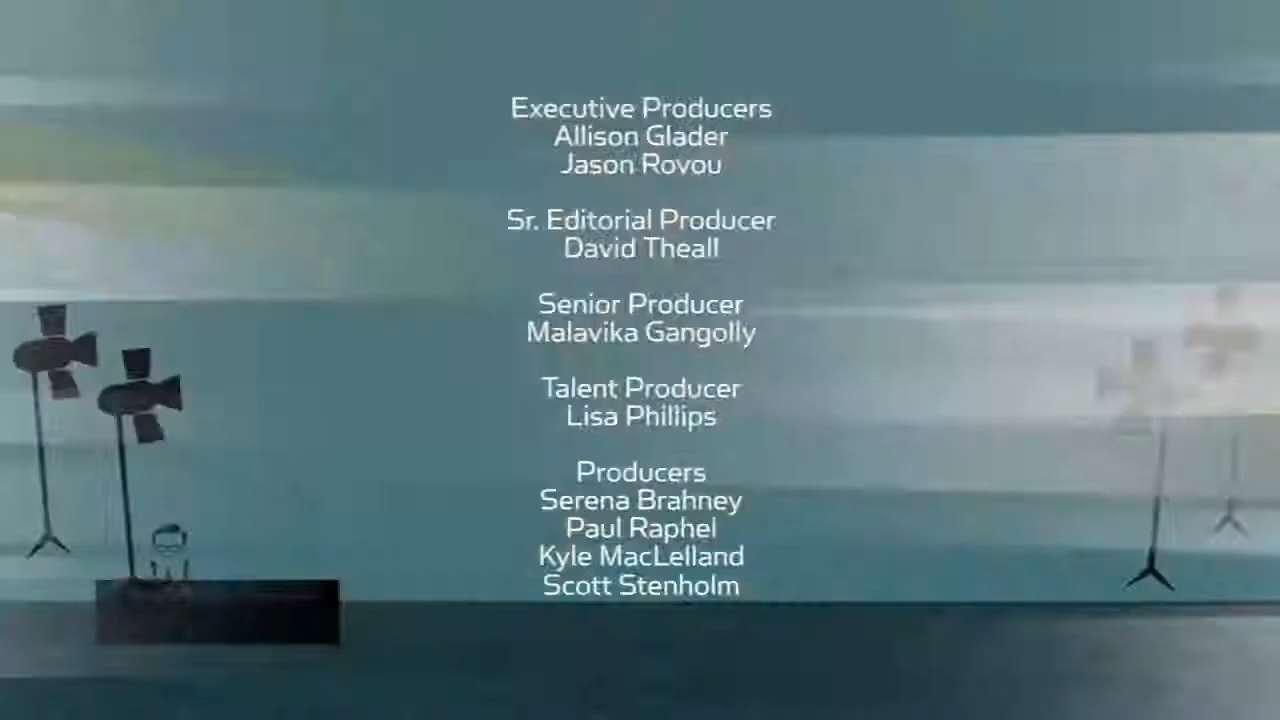 Executive Producers
Allison Glader
Jason Rovou
Sr. Editorial Producer
David Theall
Senior Producer
Malavika Gangolly
Talent Producer
Lisa Phillips
Producers
Serena Brahney
Paul Raphel
Kyle MacLelland
Scott Stenholm